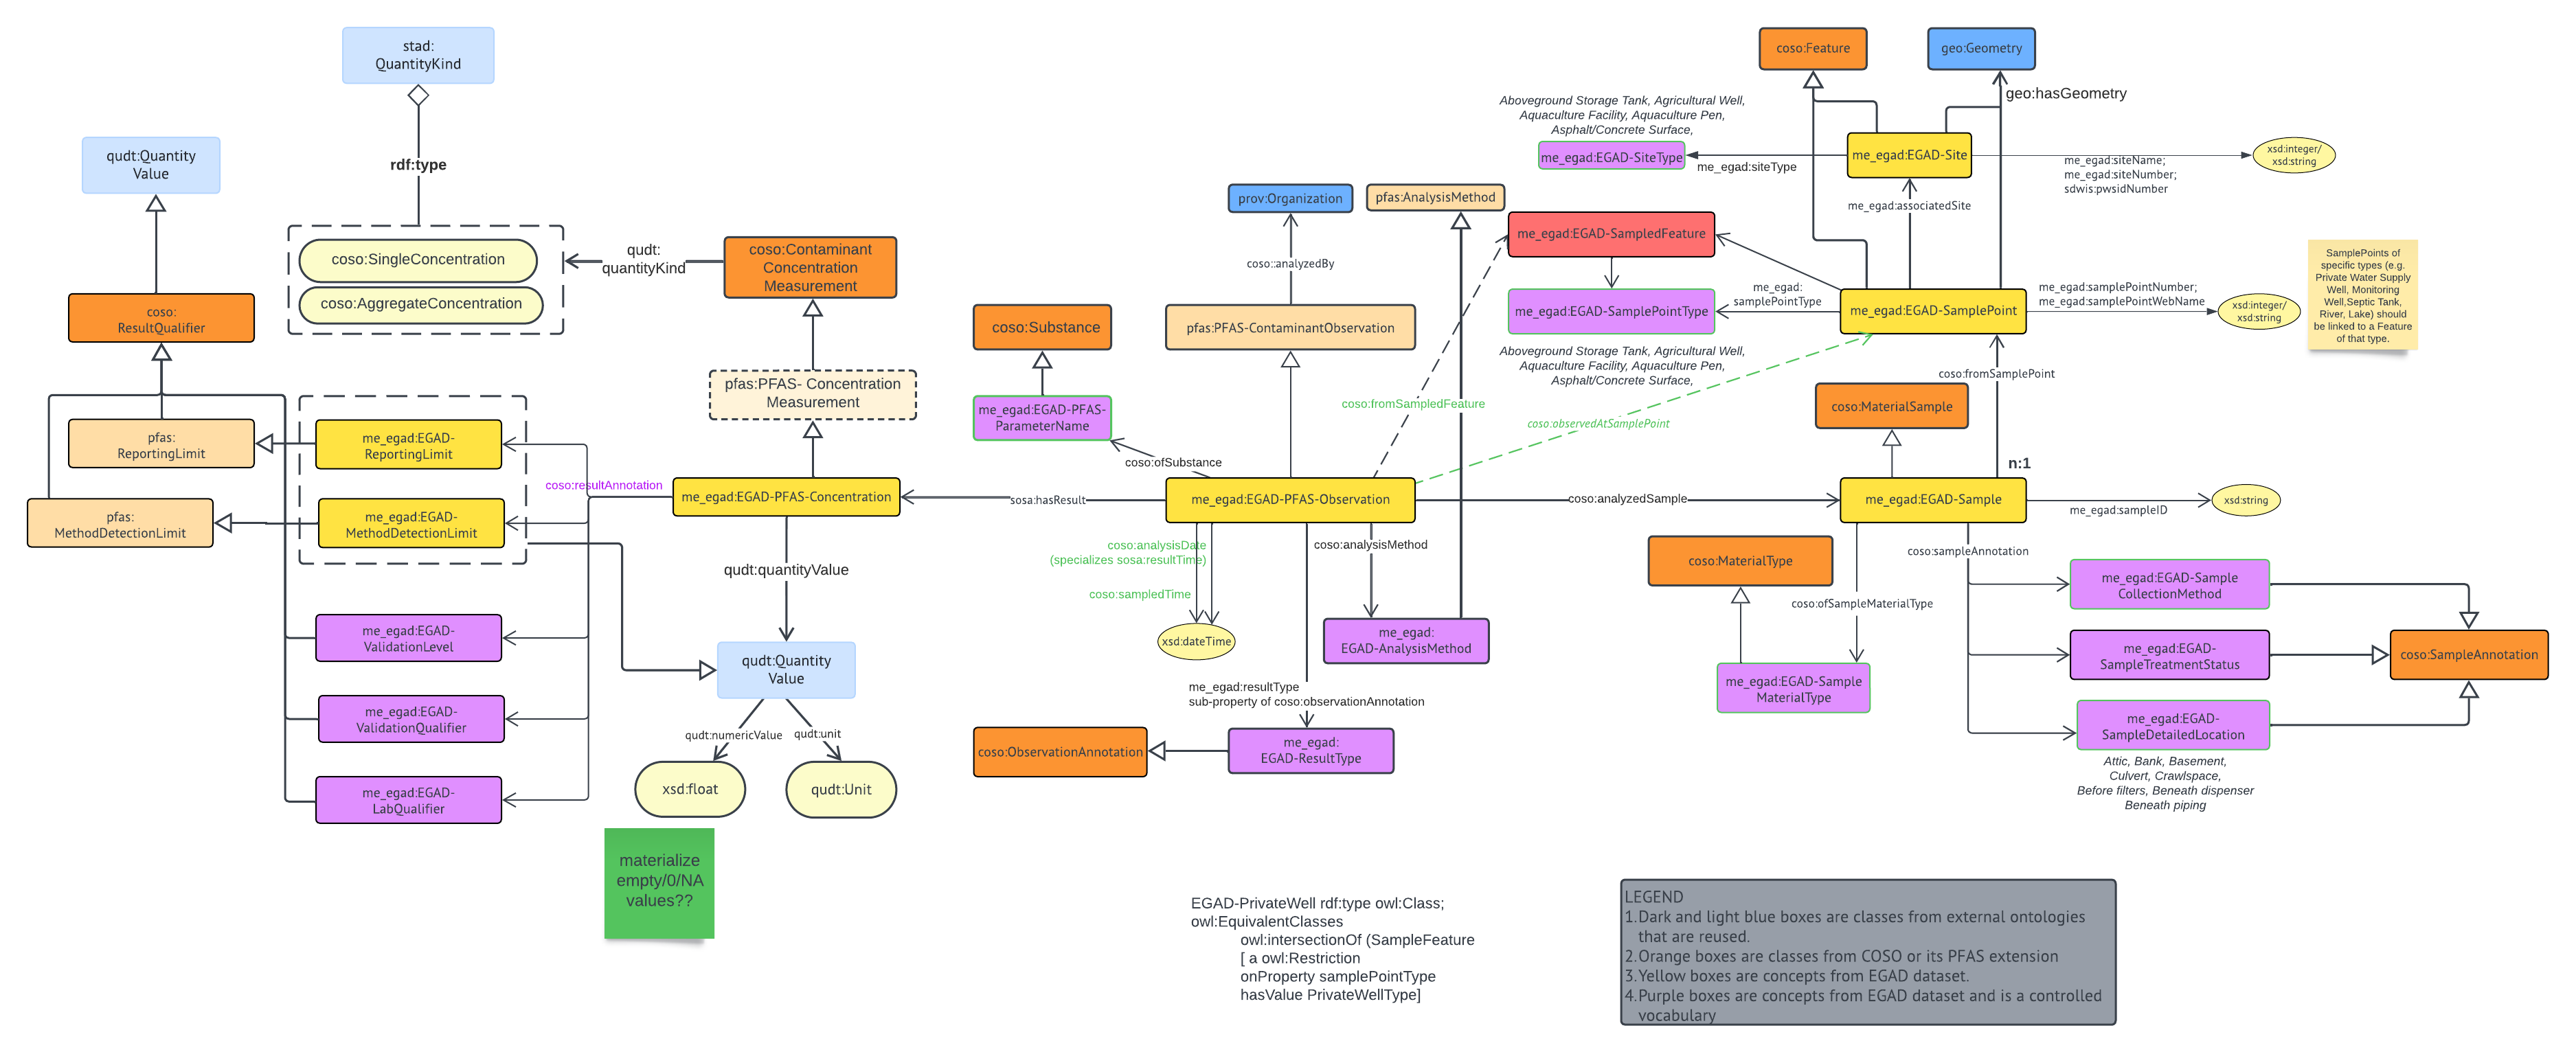 stad:
QuantityKind
rdf:type
qudt:Quantity
Value
coso:SingleConcentration
coso:AggregateConcentration
qudt:
quantityKind
coso:Contaminant
Concentration
Measurement
coso:
ResultQualifier
pfas:PFAS- Concentration
Measurement
pfas:
ReportingLimit
me_egad:EGAD-
ReportingLimit
pfas:
MethodDetectionLimit
me_egad:EGAD-
MethodDetectionLimit
coso:resultAnnotation
me_egad:EGAD-PFAS-Concentration
me_egad:EGAD-
ValidationLevel
me_egad:EGAD-
ValidationQualifier
me_egad:EGAD-
LabQualifier
qudt:quantityValue
qudt:Quantity
Value
qudt:numericValue
qudt:unit
xsd:float
qudt:Unit
materialize
empty/0/NA
values??
sosa:hasResult
coso:Substance
me_egad:EGAD-PFAS-
ParameterName
coso:ofSubstance
prov:Organization
coso::analyzedBy
pfas:PFAS-ContaminantObservation
pfas:AnalysisMethod
me_egad:EGAD-PFAS-Observation
coso:analysisDate
(specializes sosa:resultTime)
coso:sampledTime
xsd:dateTime
coso:analysisMethod
me_egad:
EGAD-AnalysisMethod
me_egad:resultType
sub-property of coso:observationAnnotation
coso:ObservationAnnotation
me_egad:
EGAD-ResultType
coso:fromSampledFeature
coso:observedAtSamplePoint
coso:analyzedSample
coso:Feature
geo:Geometry
geo:hasGeometry
Aboveground Storage Tank, Agricultural Well,
Aquaculture Facility, Aquaculture Pen,
Asphalt/Concrete Surface,
me_egad:EGAD-SiteType
me_egad:siteType
me_egad:EGAD-Site
me_egad:siteName;
me_egad:siteNumber;
sdwis:pwsidNumber
xsd:integer/
xsd:string
me_egad:associatedSite
me_egad:EGAD-SampledFeature
me_egad:
samplePointType
me_egad:EGAD-SamplePointType
me_egad:EGAD-SamplePoint
me_egad:samplePointNumber;
me_egad:samplePointWebName
xsd:integer/
xsd:string
SamplePoints of
specific types (e.g.
Private Water Supply
Well, Monitoring
Well,Septic Tank,
River, Lake) should
be linked to a Feature
of that type.
Aboveground Storage Tank, Agricultural Well,
Aquaculture Facility, Aquaculture Pen,
Asphalt/Concrete Surface,
coso:fromSamplePoint
coso:MaterialSample
n:1
me_egad:EGAD-Sample
me_egad:sampleID
xsd:string
coso:sampleAnnotation
coso:MaterialType
coso:ofSampleMaterialType
me_egad:EGAD-Sample
MaterialType
me_egad:EGAD-Sample
CollectionMethod
me_egad:EGAD-
SampleTreatmentStatus
coso:SampleAnnotation
me_egad:EGAD-
SampleDetailedLocation
Attic, Bank, Basement,
Culvert, Crawlspace,
Before filters, Beneath dispenser
Beneath piping
EGAD-PrivateWell rdf:type owl:Class;
owl:EquivalentClasses
owl:intersectionOf (SampleFeature
[ a owl:Restriction
onProperty samplePointType
hasValue PrivateWellType]
LEGEND
1.Dark and light blue boxes are classes from external ontologies
that are reused.
2.Orange boxes are classes from COSO or its PFAS extension
3.Yellow boxes are concepts from EGAD dataset.
4.Purple boxes are concepts from EGAD dataset and is a controlled
vocabulary